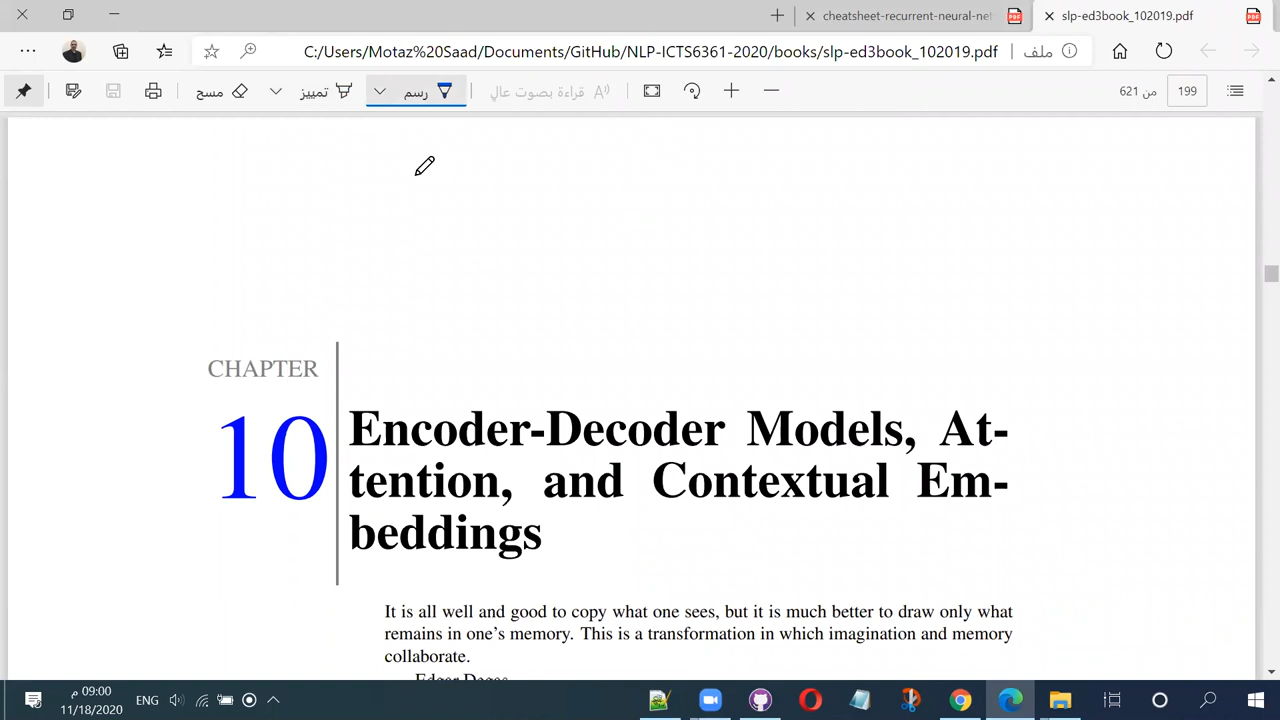 cheatsheet-recurrent-neural-net
slp-ed3book_102019.pdf
C:/Users/Motaz%20Saad/Documents/GitHub/NLP-ICTS6361-2020/books/slp-ed3book_102019.pdf
ملف
مسح
تمييز
رسم
قراءة بصوت عالٍ
199
من 621
CHAPTER
10
Encoder-Decoder Models, At-
tention, and Contextual Em-
beddings
It is all well and good to copy what one sees, but it is much better to draw only what
remains in one's memory. This is a transformation in which imagination and memory
collaborate.
Edgar Degas
ENG
09:00 م
11/18/2020